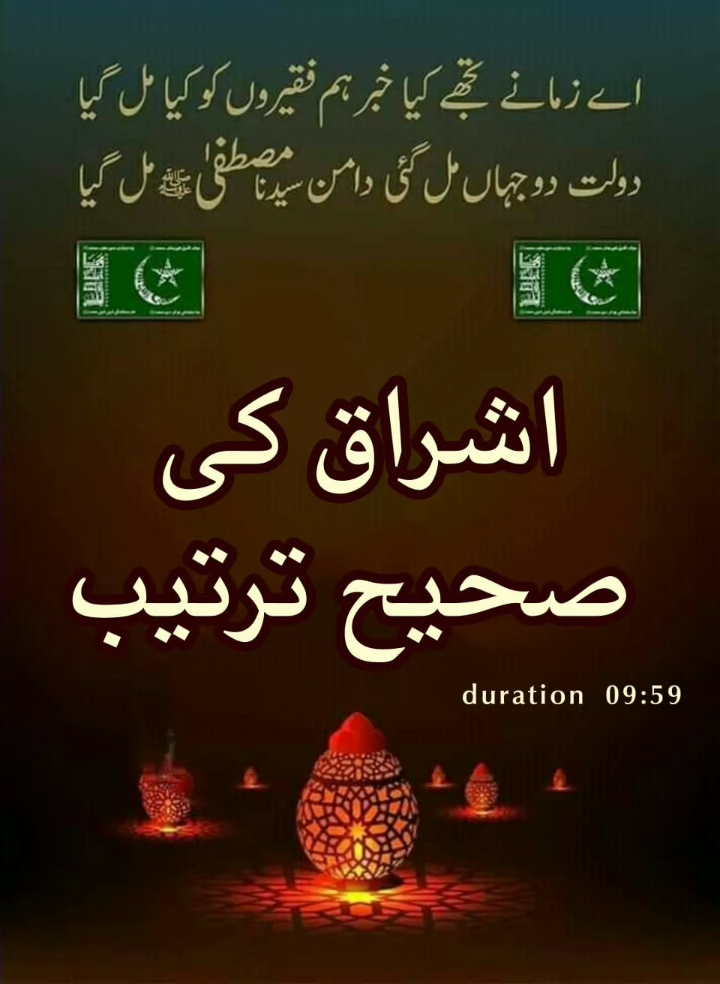 اے زمانے تجھے کیا خبر ہم فقیروں کو کیا مل گیا
دولت دو جہاں مل گئی دامن سیدنا مصطفیٰ ﷺ مل گیا
اشراق کی
صحیح ترتیب
duration 09:59